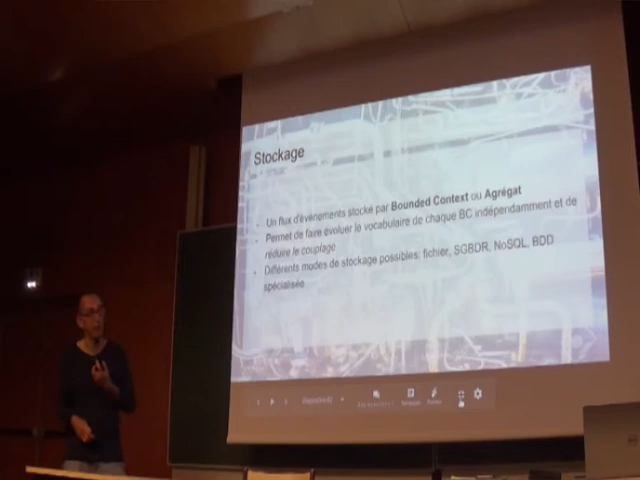 Stockage
- Un flux d'événements stocké par Bounded Context ou Agrégat
- Permet de faire évoluer le vocabulaire de chaque BC indépendamment et de
réduire le couplage
- Différents modes de stockage possibles: fichier, SGBDR, NoSQL, BDD
spécialisée